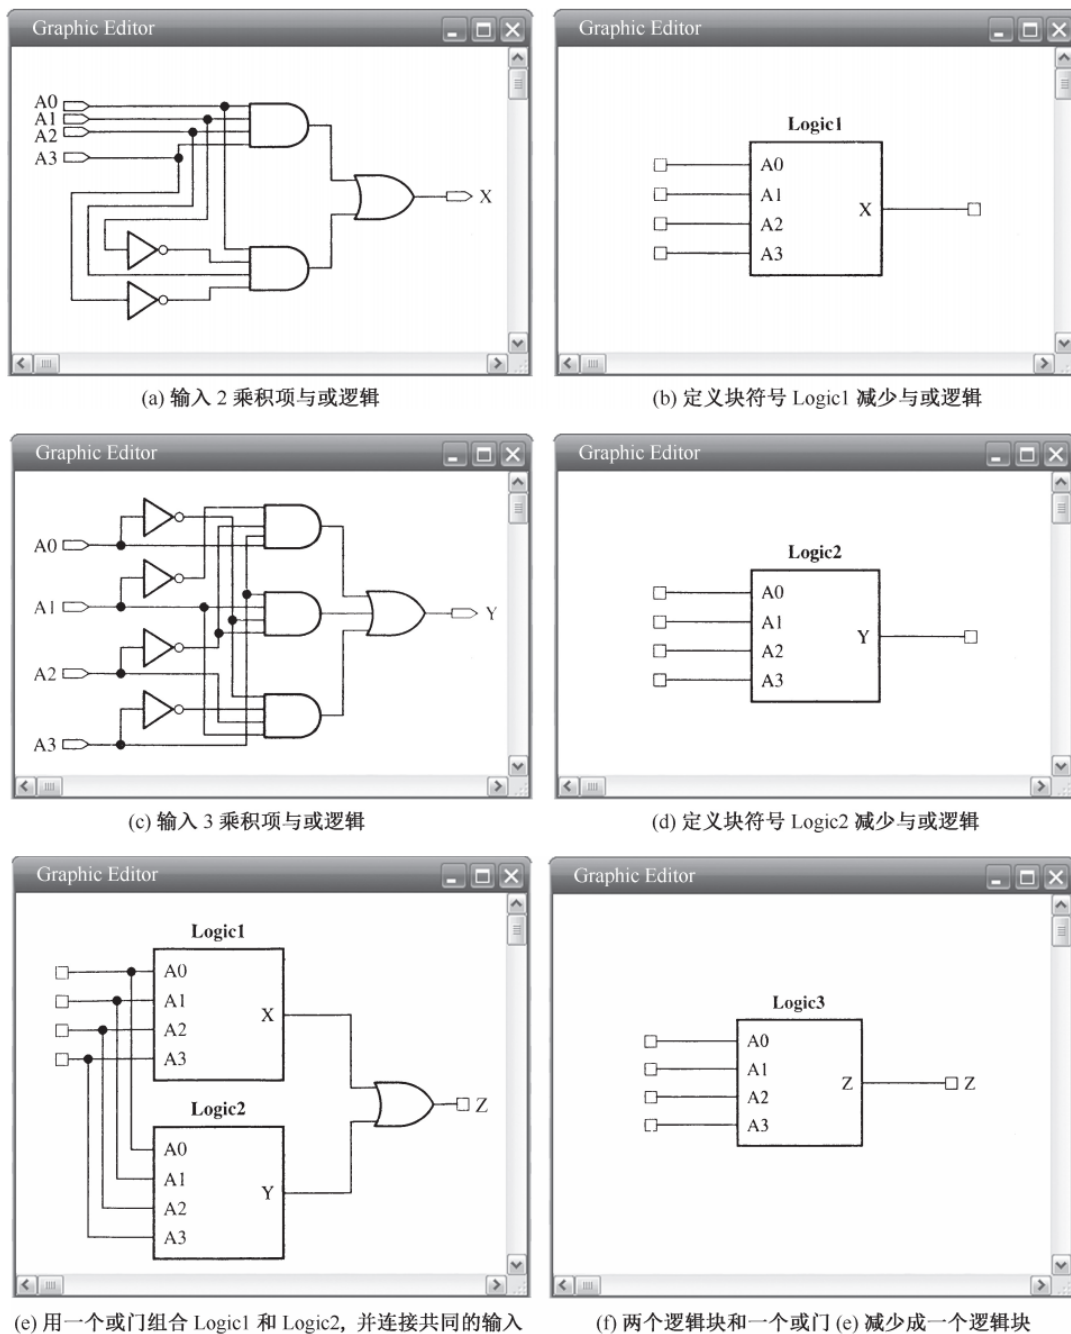 Graphic Editor
A0
A1
A2
A3
X
(a) 输入 2 乘积项与或逻辑
Graphic Editor
Logic1
A0
A1
X
A2
A3
(b) 定义块符号 Logic1 减少与或逻辑
Graphic Editor
A0
A1
Y
A2
A3
(c) 输入 3 乘积项与或逻辑
Graphic Editor
Logic2
A0
A1
Y
A2
A3
(d) 定义块符号 Logic2 减少与或逻辑
Graphic Editor
Logic1
A0
A1
X
A2
A3
Z
Logic2
A0
A1
Y
A2
A3
(e) 用一个或门组合 Logic1 和 Logic2, 并连接共同的输入
Graphic Editor
Logic3
A0
A1
Z Z
A2
A3
(f) 两个逻辑块和一个或门 (e) 减少成一个逻辑块